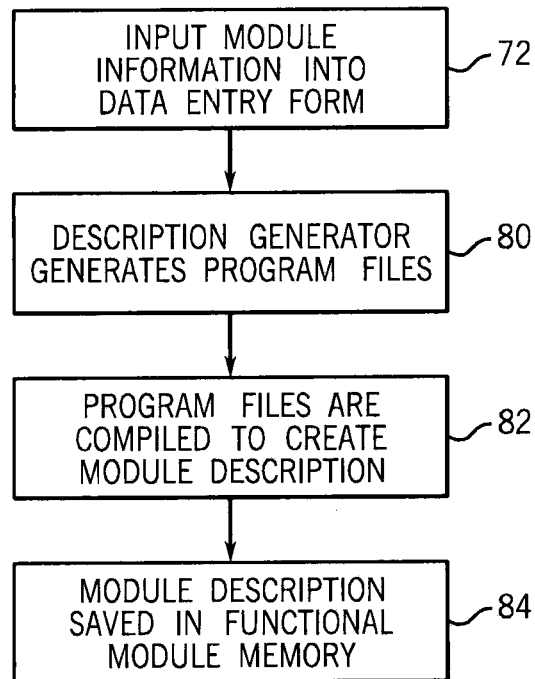 INPUT MODULE
INFORMATION INTO
DATA ENTRY FORM
72
DESCRIPTION GENERATOR
GENERATES PROGRAM FILES
80
PROGRAM FILES ARE
COMPILED TO CREATE
MODULE DESCRIPTION
82
MODULE DESCRIPTION
SAVED IN FUNCTIONAL
MODULE MEMORY
84